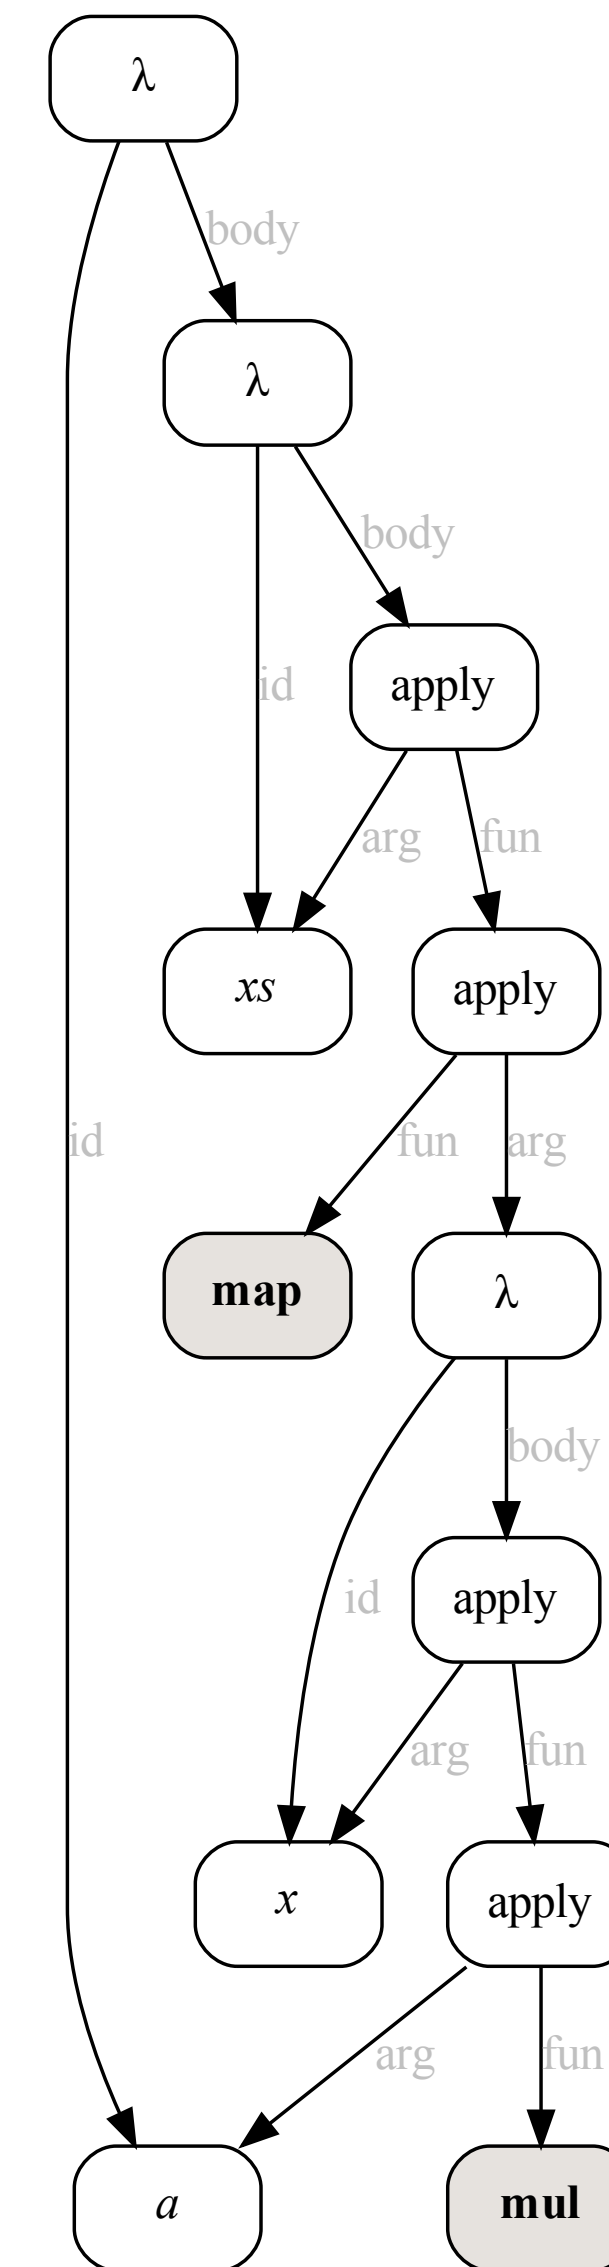 λ
body
λ
body
id
apply
arg
fun
xs
apply
id
fun
arg
map
λ
body
id
apply
arg
fun
x
apply
arg
fun
a
mul